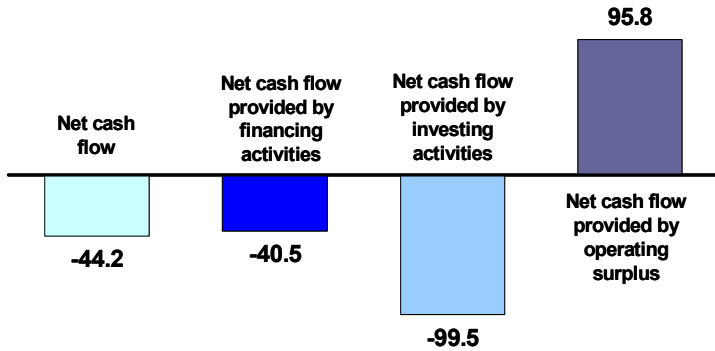 95.8
Net cash
flow
Net cash flow
provided by
financing
activities
Net cash flow
provided by
investing
activities
-44.2
-40.5
-99.5
Net cash flow
provided by
operating
surplus